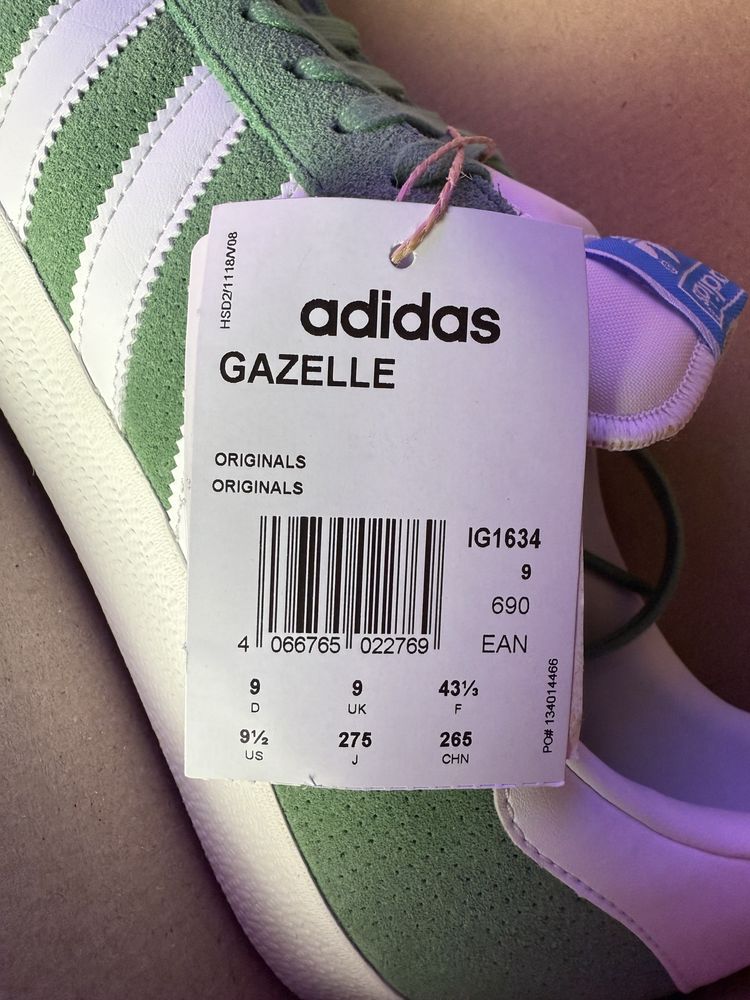 HSD2/1118/V08
adidas
GAZELLE
ORIGINALS
ORIGINALS
IG1634
9
690
EAN
4 066765 022769
9 9 43⅓
D UK F
9½ 275 265
US J CHN
PO# 134014466
adidas